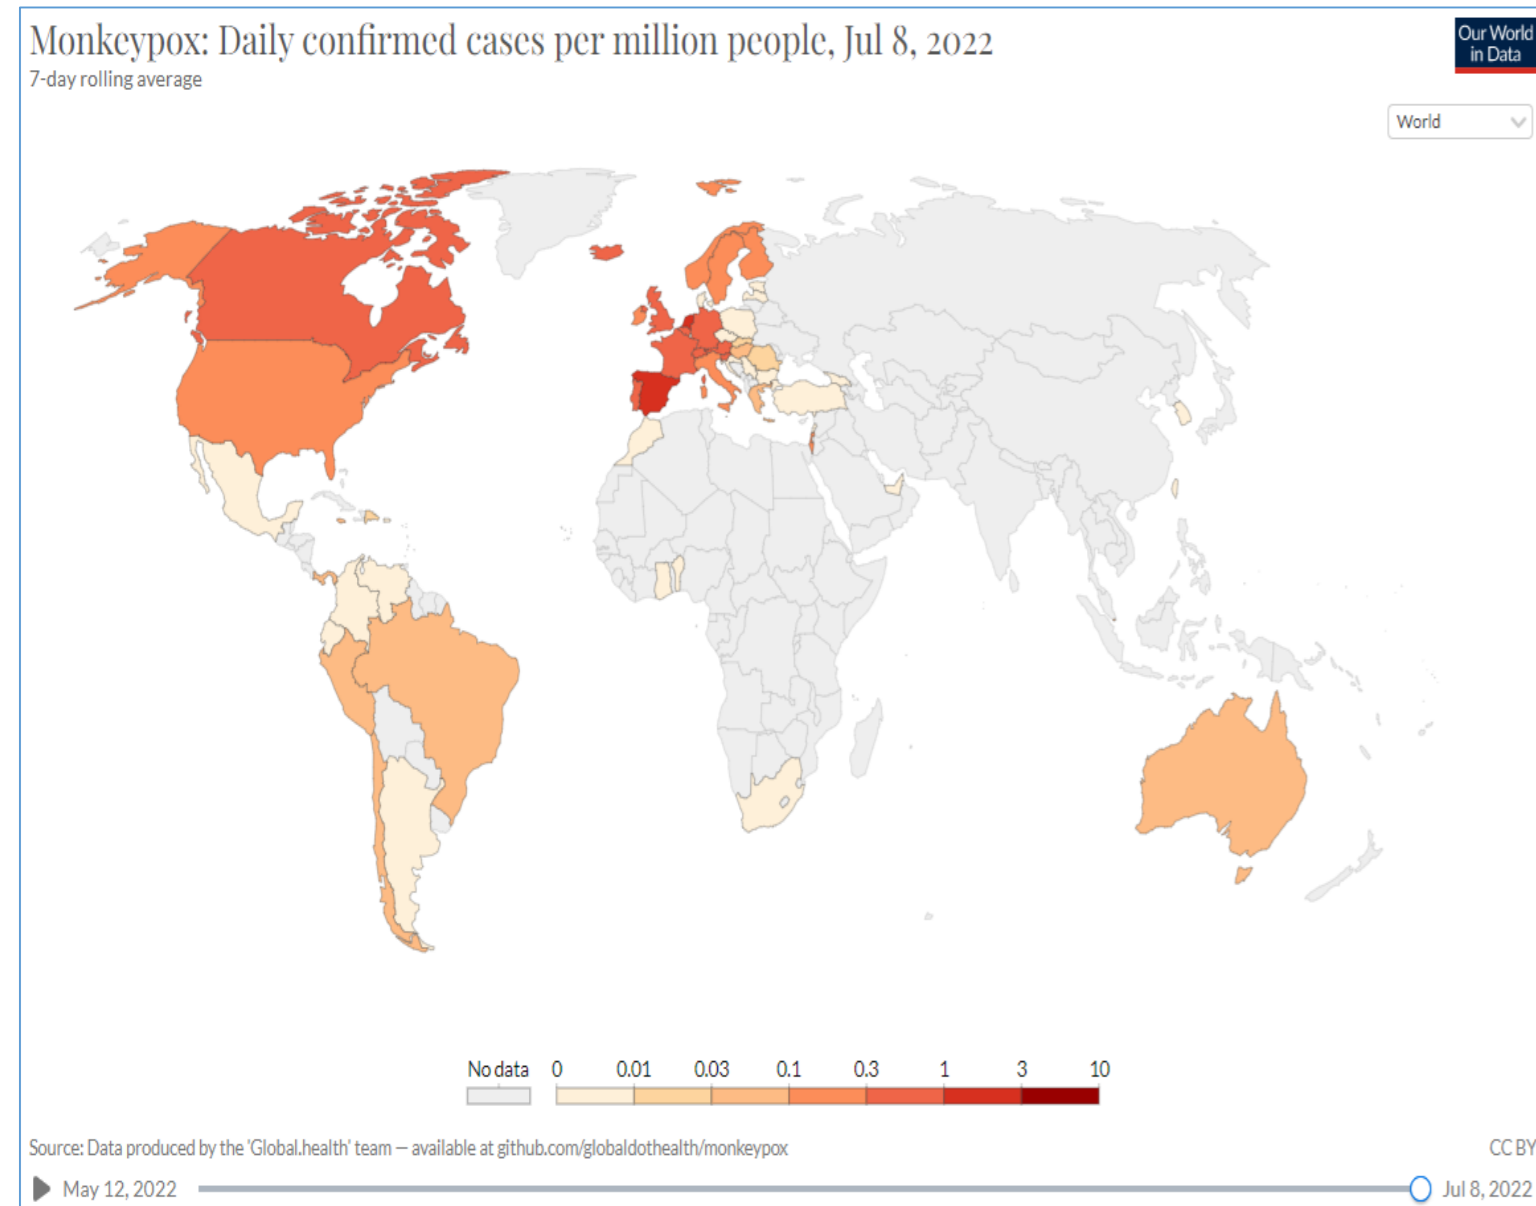 Monkeypox: Daily confirmed cases per million people, Jul 8, 2022
7-day rolling average
Our World
in Data
World
No data 0 0.01 0.03 0.1 0.3 1 3 10
Source: Data produced by the 'Global.health' team — available at github.com/globaldothealth/monkeypox
CC BY
May 12, 2022
Jul 8, 2022